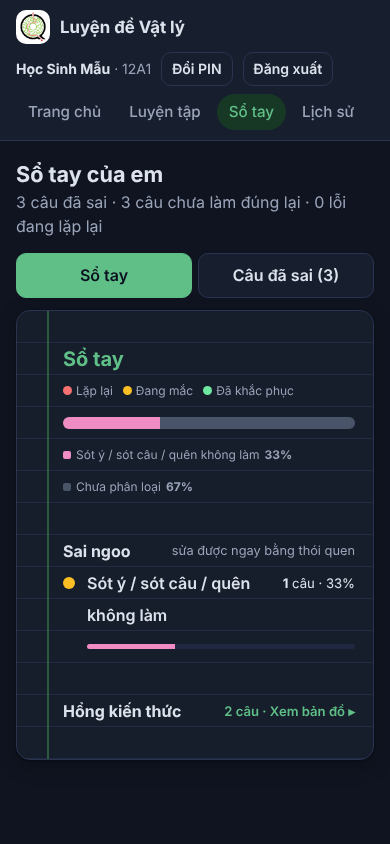 Luyện đề Vật lý
Học Sinh Mẫu · 12A1 Đổi PIN Đăng xuất
Trang chủ Luyện tập Sổ tay Lịch sử
Sổ tay của em
3 câu đã sai · 3 câu chưa làm đúng lại · 0 lỗi
đang lặp lại
Sổ tay Câu đã sai (3)
Sổ tay
Lặp lại Đang mắc Đã khắc phục
Sót ý / sót câu / quên không làm 33%
Chưa phân loại 67%
Sai ngoo sửa được ngay bằng thói quen
Sót ý / sót câu / quên 1 câu · 33%
không làm
Hổng kiến thức 2 câu · Xem bản đồ ▸